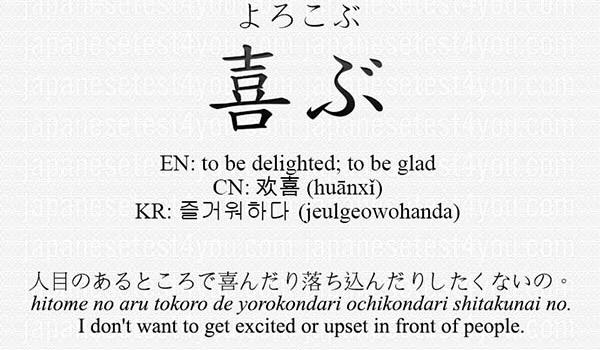 よろこぶ
喜ぶ
EN: to be delighted; to be glad
CN: 欢喜 (huānxǐ)
KR: 즐거워하다 (jeulgeowohanda)
人目のあるところで喜んだり落ち込んだりしたくないの。
hitome no aru tokoro de yorokondari ochikondari shitakunai no.
I don't want to get excited or upset in front of people.
japanesetest4you.com